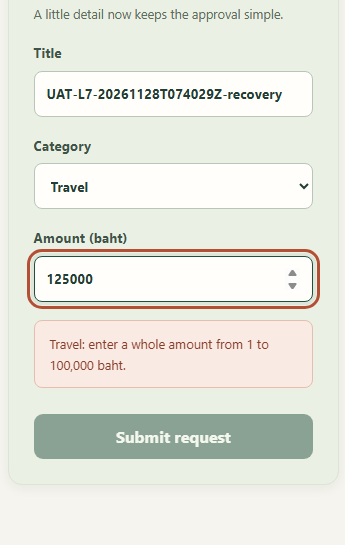 A little detail now keeps the approval simple.
Title
UAT-L7-20261128T074029Z-recovery
Category
Travel
Amount (baht)
125000
Travel: enter a whole amount from 1 to
100,000 baht.
Submit request